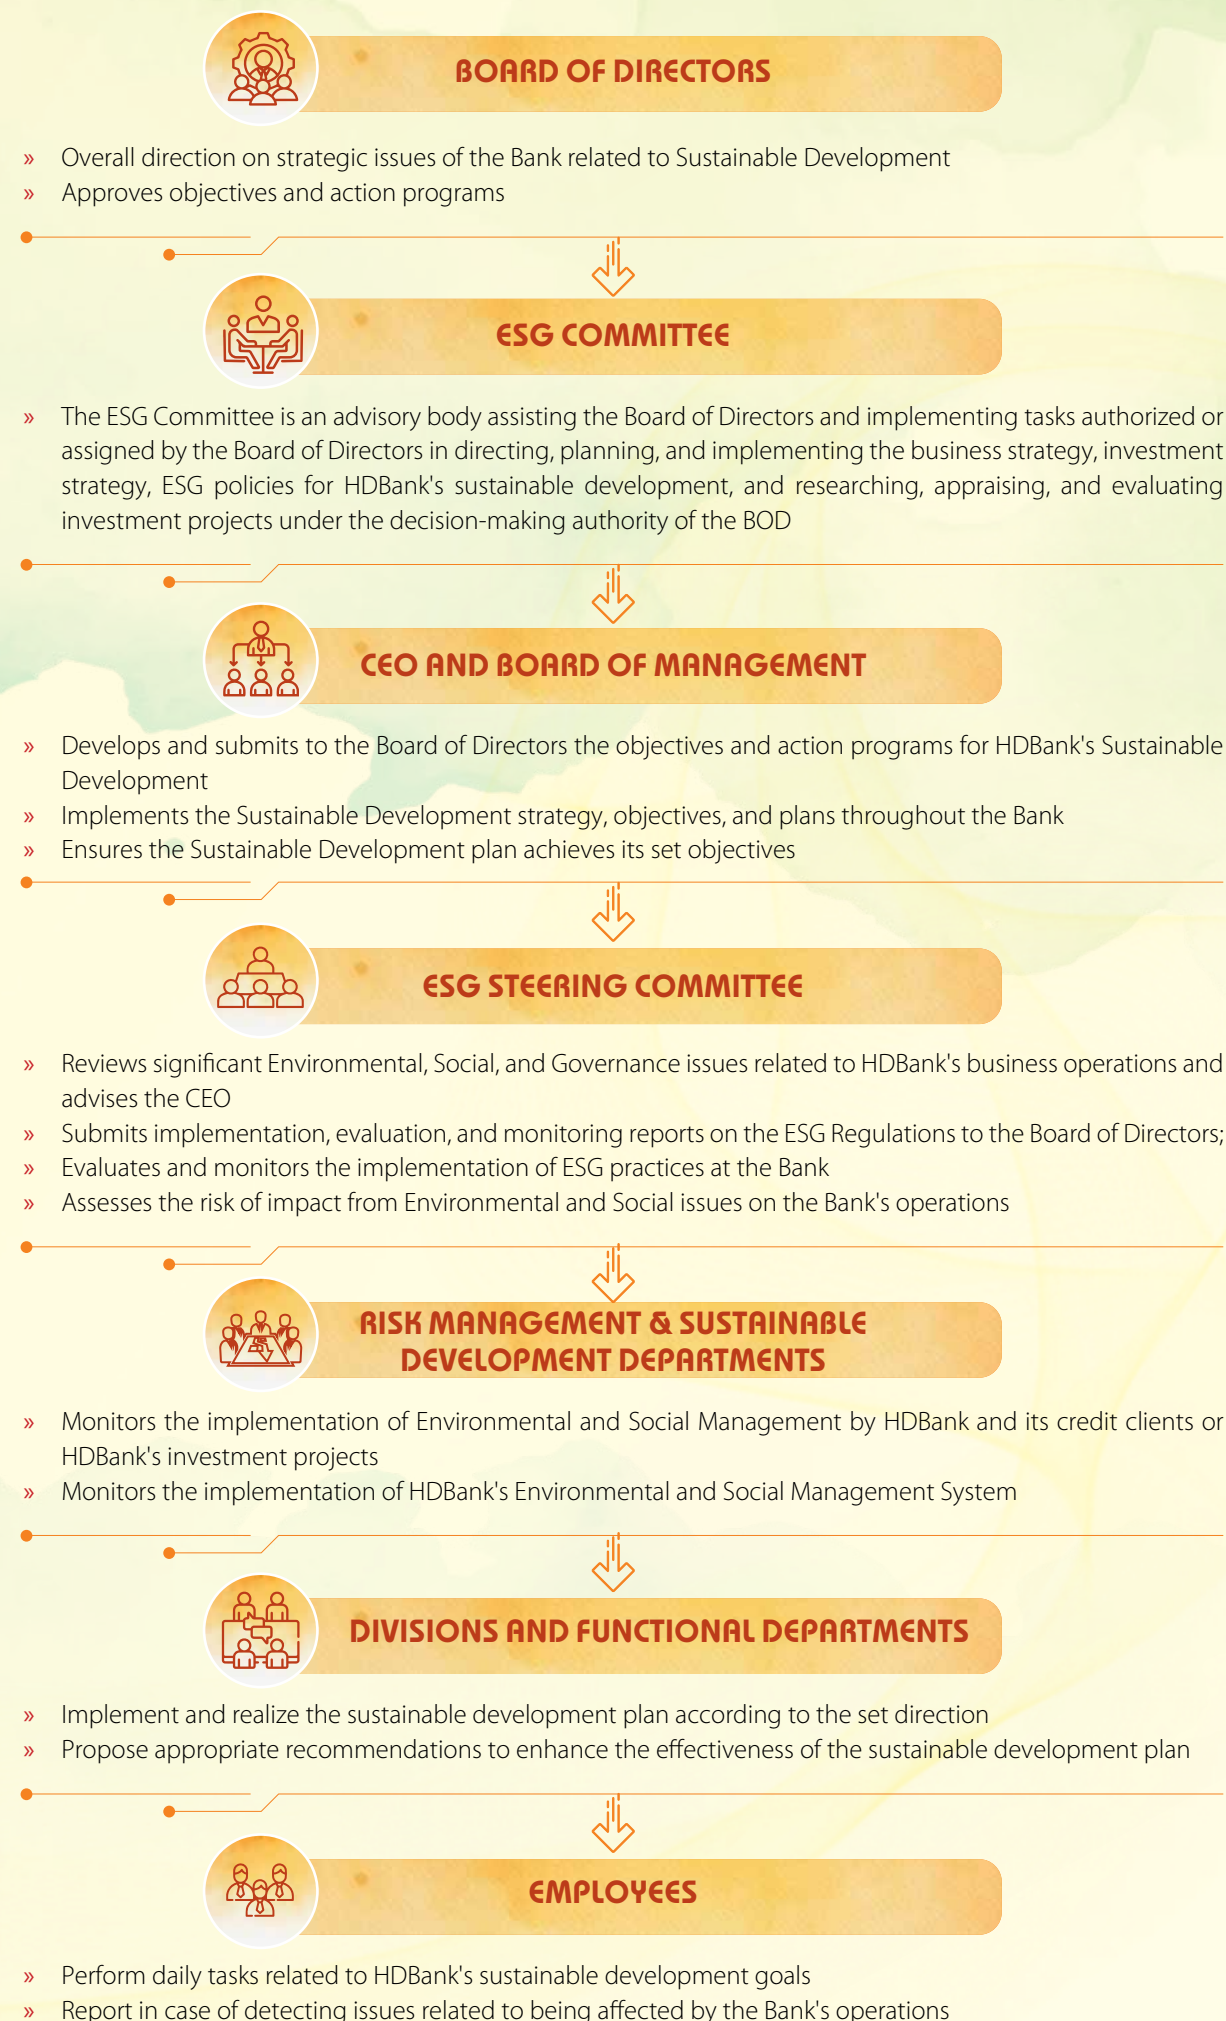 BOARD OF DIRECTORS
» Overall direction on strategic issues of the Bank related to Sustainable Development
» Approves objectives and action programs
ESG COMMITTEE
» The ESG Committee is an advisory body assisting the Board of Directors and implementing tasks authorized or
assigned by the Board of Directors in directing, planning, and implementing the business strategy, investment
strategy, ESG policies for HDBank's sustainable development, and researching, appraising, and evaluating
investment projects under the decision-making authority of the BOD
CEO AND BOARD OF MANAGEMENT
» Develops and submits to the Board of Directors the objectives and action programs for HDBank's Sustainable
Development
» Implements the Sustainable Development strategy, objectives, and plans throughout the Bank
» Ensures the Sustainable Development plan achieves its set objectives
ESG STEERING COMMITTEE
» Reviews significant Environmental, Social, and Governance issues related to HDBank's business operations and
advises the CEO
» Submits implementation, evaluation, and monitoring reports on the ESG Regulations to the Board of Directors;
» Evaluates and monitors the implementation of ESG practices at the Bank
» Assesses the risk of impact from Environmental and Social issues on the Bank's operations
RISK MANAGEMENT & SUSTAINABLE
DEVELOPMENT DEPARTMENTS
» Monitors the implementation of Environmental and Social Management by HDBank and its credit clients or
HDBank's investment projects
» Monitors the implementation of HDBank's Environmental and Social Management System
DIVISIONS AND FUNCTIONAL DEPARTMENTS
» Implement and realize the sustainable development plan according to the set direction
» Propose appropriate recommendations to enhance the effectiveness of the sustainable development plan
EMPLOYEES
» Perform daily tasks related to HDBank's sustainable development goals
» Report in case of detecting issues related to being affected by the Bank's operations